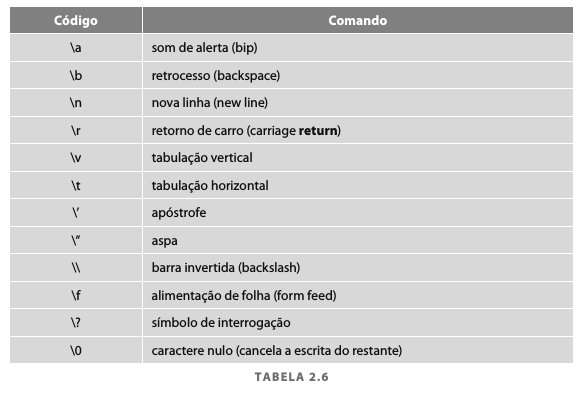 Código Comando
\a som de alerta (bip)
\b retrocesso (backspace)
\n nova linha (new line)
\r retorno de carro (carriage return)
\v tabulação vertical
\t tabulação horizontal
\‘ apóstrofe
\” aspa
\\ barra invertida (backslash)
\f alimentação de folha (form feed)
\? símbolo de interrogação
\0 caractere nulo (cancela a escrita do restante)
TABELA 2.6